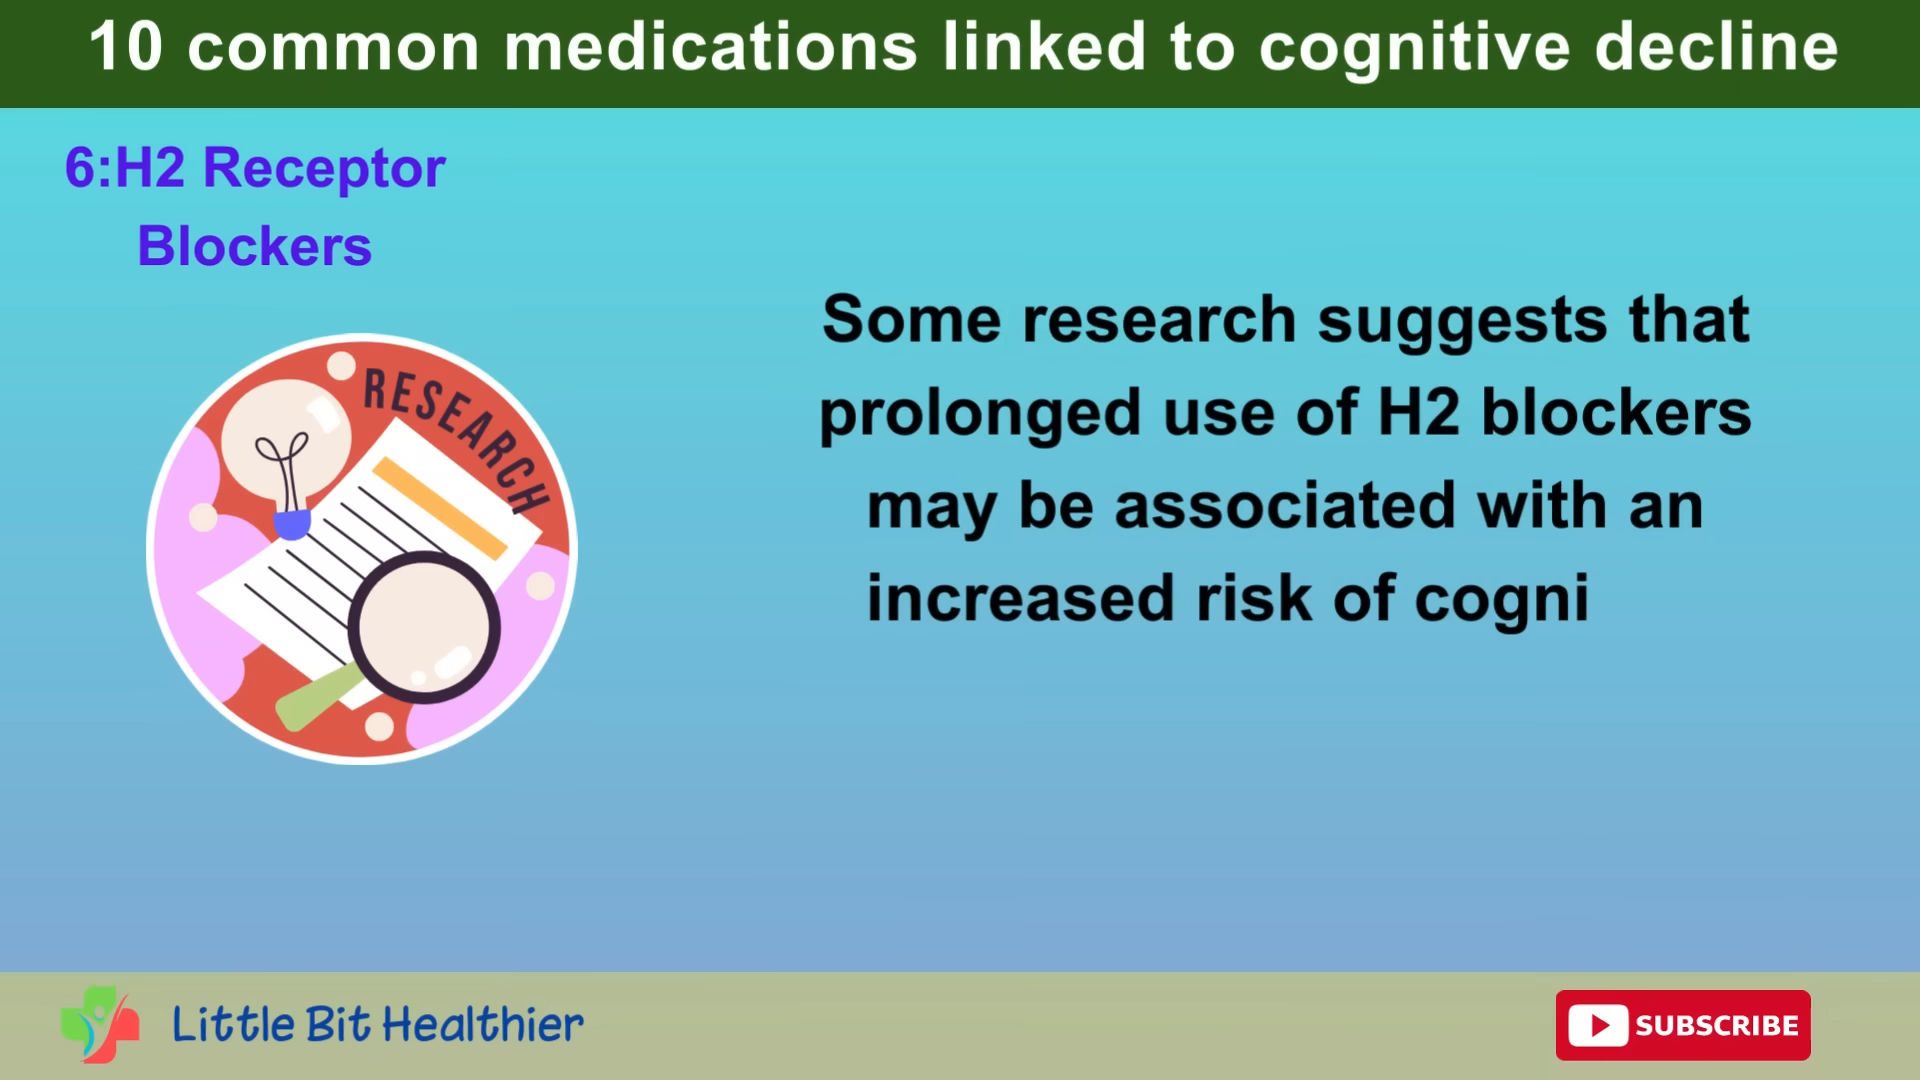 10 common medications linked to cognitive decline
6:H2 Receptor
Blockers
RESEARCH
Some research suggests that
prolonged use of H2 blockers
may be associated with an
increased risk of cogni
Little Bit Healthier
SUBSCRIBE